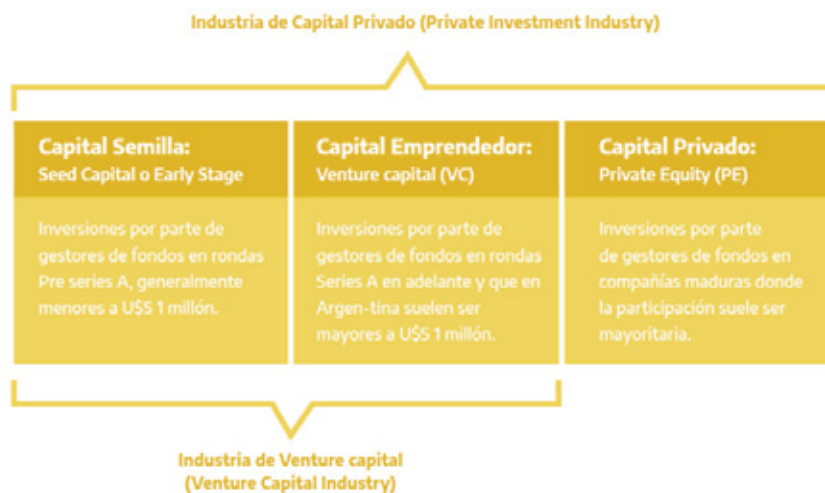 Industria de Capital Privado (Private Investment Industry)
Capital Semilla:
Seed Capital o Early Stage
Inversiones por parte de
gestores de fondos en rondas
Pre series A, generalmente
menores a U$S 1 millón.
Capital Emprendedor:
Venture capital (VC)
Inversiones por parte de
gestores de fondos en rondas
Series A en adelante y que en
Argen-tina suelen ser
mayores a U$S 1 millón.
Capital Privado:
Private Equity (PE)
Inversiones por parte
de gestores de fondos en
compañías maduras donde
la participación suele ser
mayoritaria.
Industria de Venture capital
(Venture Capital Industry)